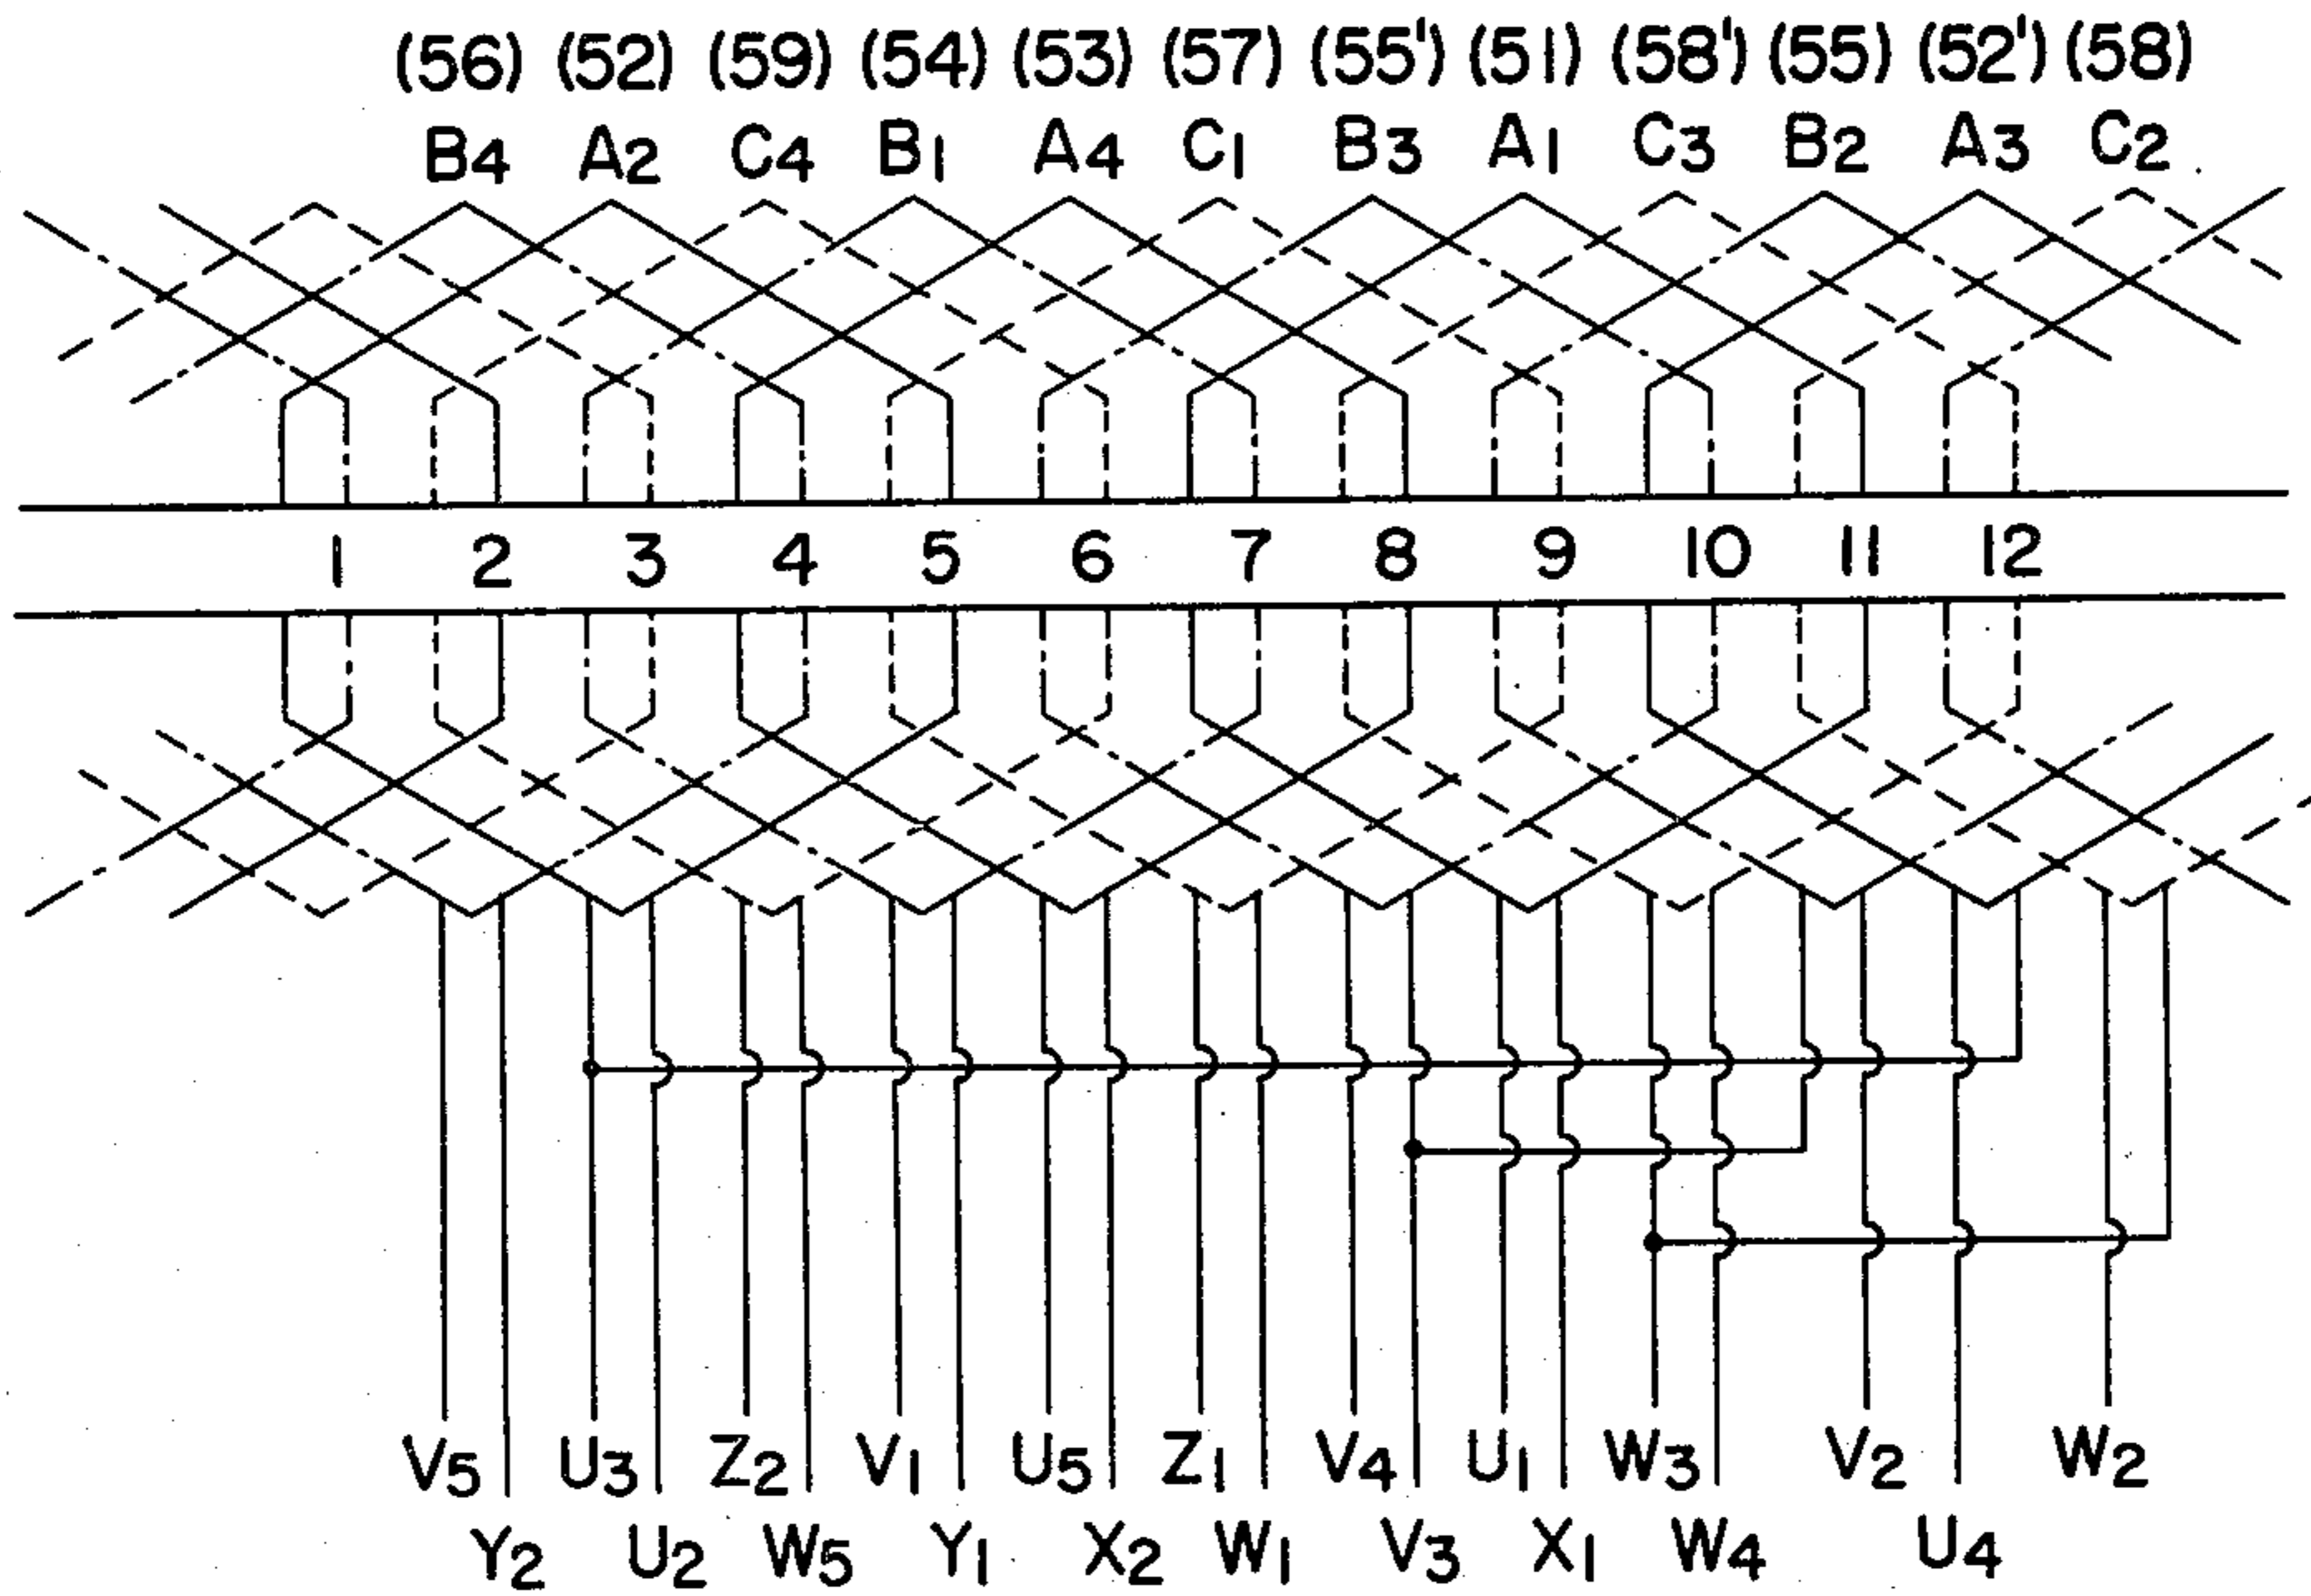 (56) (52) (59) (54) (53) (57) (55') (51) (58') (55) (52') (58)
B4 A2 C4 B1 A4 C1 B3 A1 C3 B2 A3 C2
1 2 3 4 5 6 7 8 9 10 11 12
V5 U3 Z2 V1 U5 Z1 V4 U1 W3 V2 W2
Y2 U2 W5 Y1 X2 W1 V3 X1 W4 U4